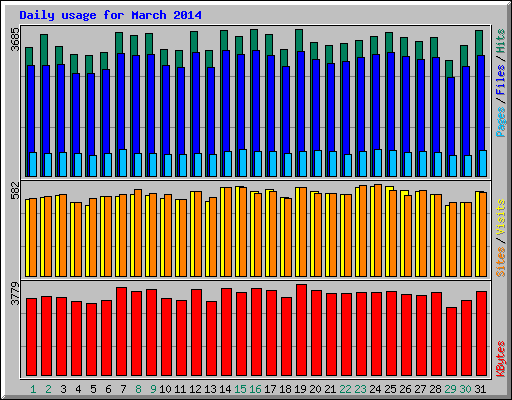 Daily usage for March 2014
3685
Pages / Files / Hits
582
Sites / Visits
3779
KBytes
1 2 3 4 5 6 7 8 9 10 11 12 13 14 15 16 17 18 19 20 21 22 23 24 25 26 27 28 29 30 31